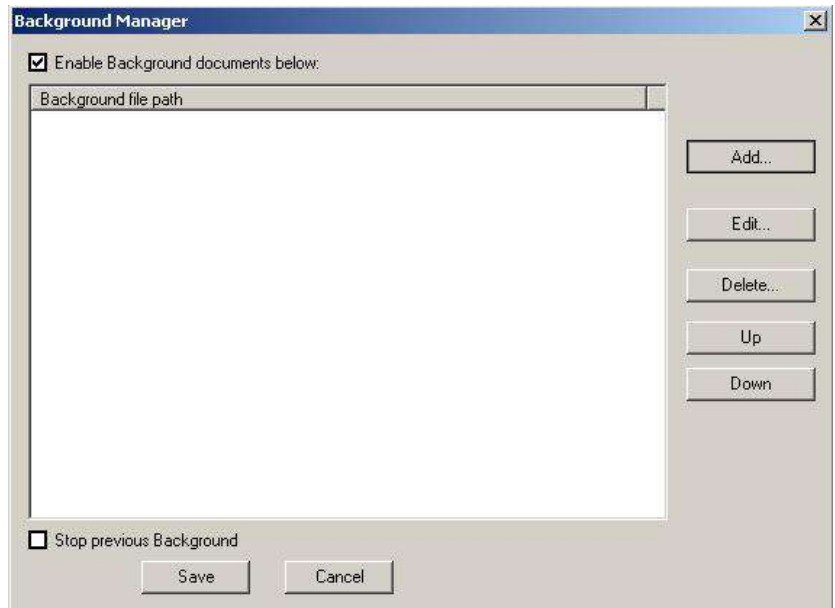 Background Manager
Enable Background documents below:
Background file path
Add...
Edit...
Delete...
Up
Down
Stop previous Background
Save Cancel